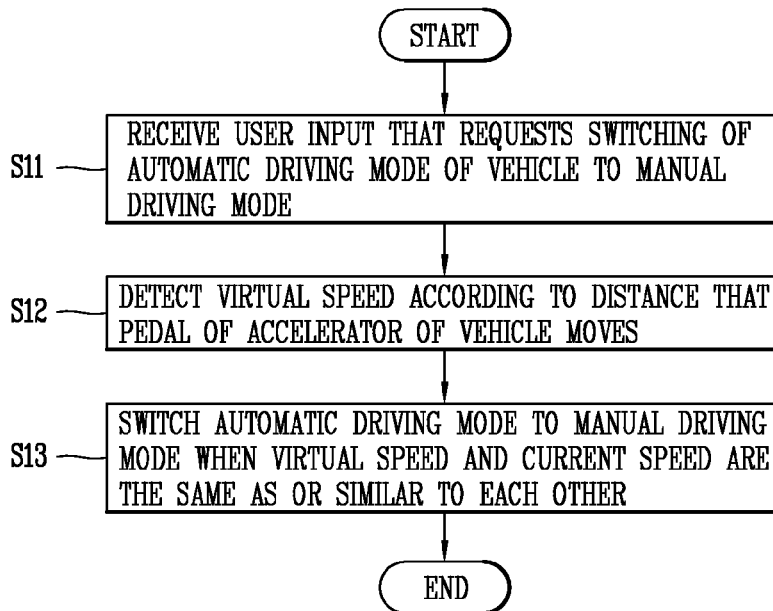 START
S11
RECEIVE USER INPUT THAT REQUESTS SWITCHING OF
AUTOMATIC DRIVING MODE OF VEHICLE TO MANUAL
DRIVING MODE
S12
DETECT VIRTUAL SPEED ACCORDING TO DISTANCE THAT
PEDAL OF ACCELERATOR OF VEHICLE MOVES
S13
SWITCH AUTOMATIC DRIVING MODE TO MANUAL DRIVING
MODE WHEN VIRTUAL SPEED AND CURRENT SPEED ARE
THE SAME AS OR SIMILAR TO EACH OTHER
END